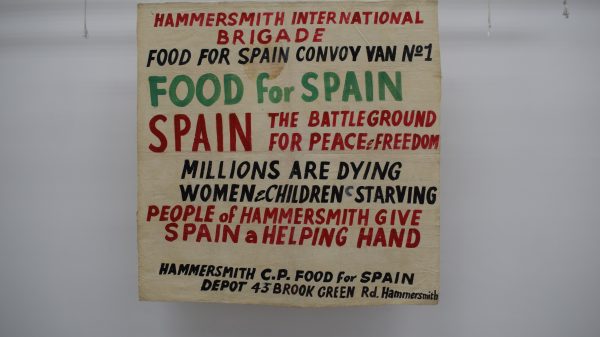 HAMMERSMITH INTERNATIONAL
BRIGADE
FOOD FOR SPAIN CONVOY VAN Nº1
FOOD for SPAIN
SPAIN THE BATTLEGROUND
FOR PEACE & FREEDOM
MILLIONS ARE DYING
WOMEN & CHILDREN STARVING
PEOPLE of HAMMERSMITH GIVE
SPAIN a HELPING HAND
HAMMERSMITH C.P. FOOD for SPAIN
DEPOT 43 BROOK GREEN Rd. Hammersmith